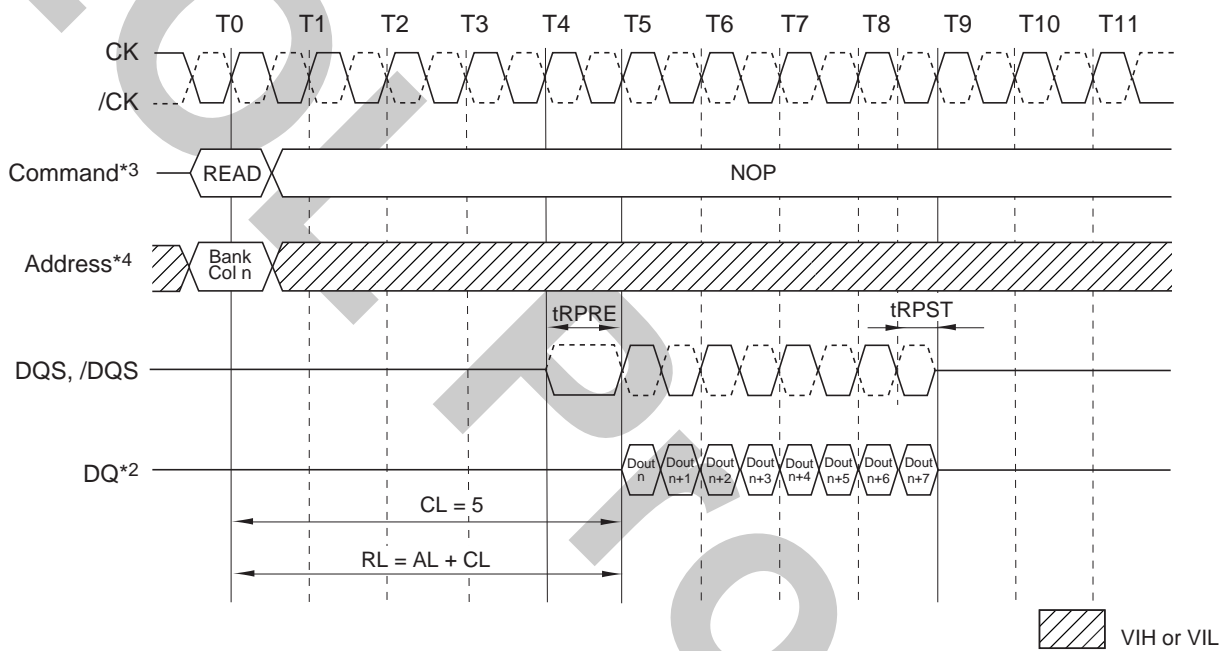 T0 T1 T2 T3 T4 T5 T6 T7 T8 T9 T10 T11
CK
/CK
Command*3 READ NOP
Address*4 Bank
Col n
tRPRE tRPST
DQS, /DQS
DQ*2 Dout
n Dout
n+1 Dout
n+2 Dout
n+3 Dout
n+4 Dout
n+5 Dout
n+6 Dout
n+7
CL = 5
RL = AL + CL
VIH or VIL
Pro